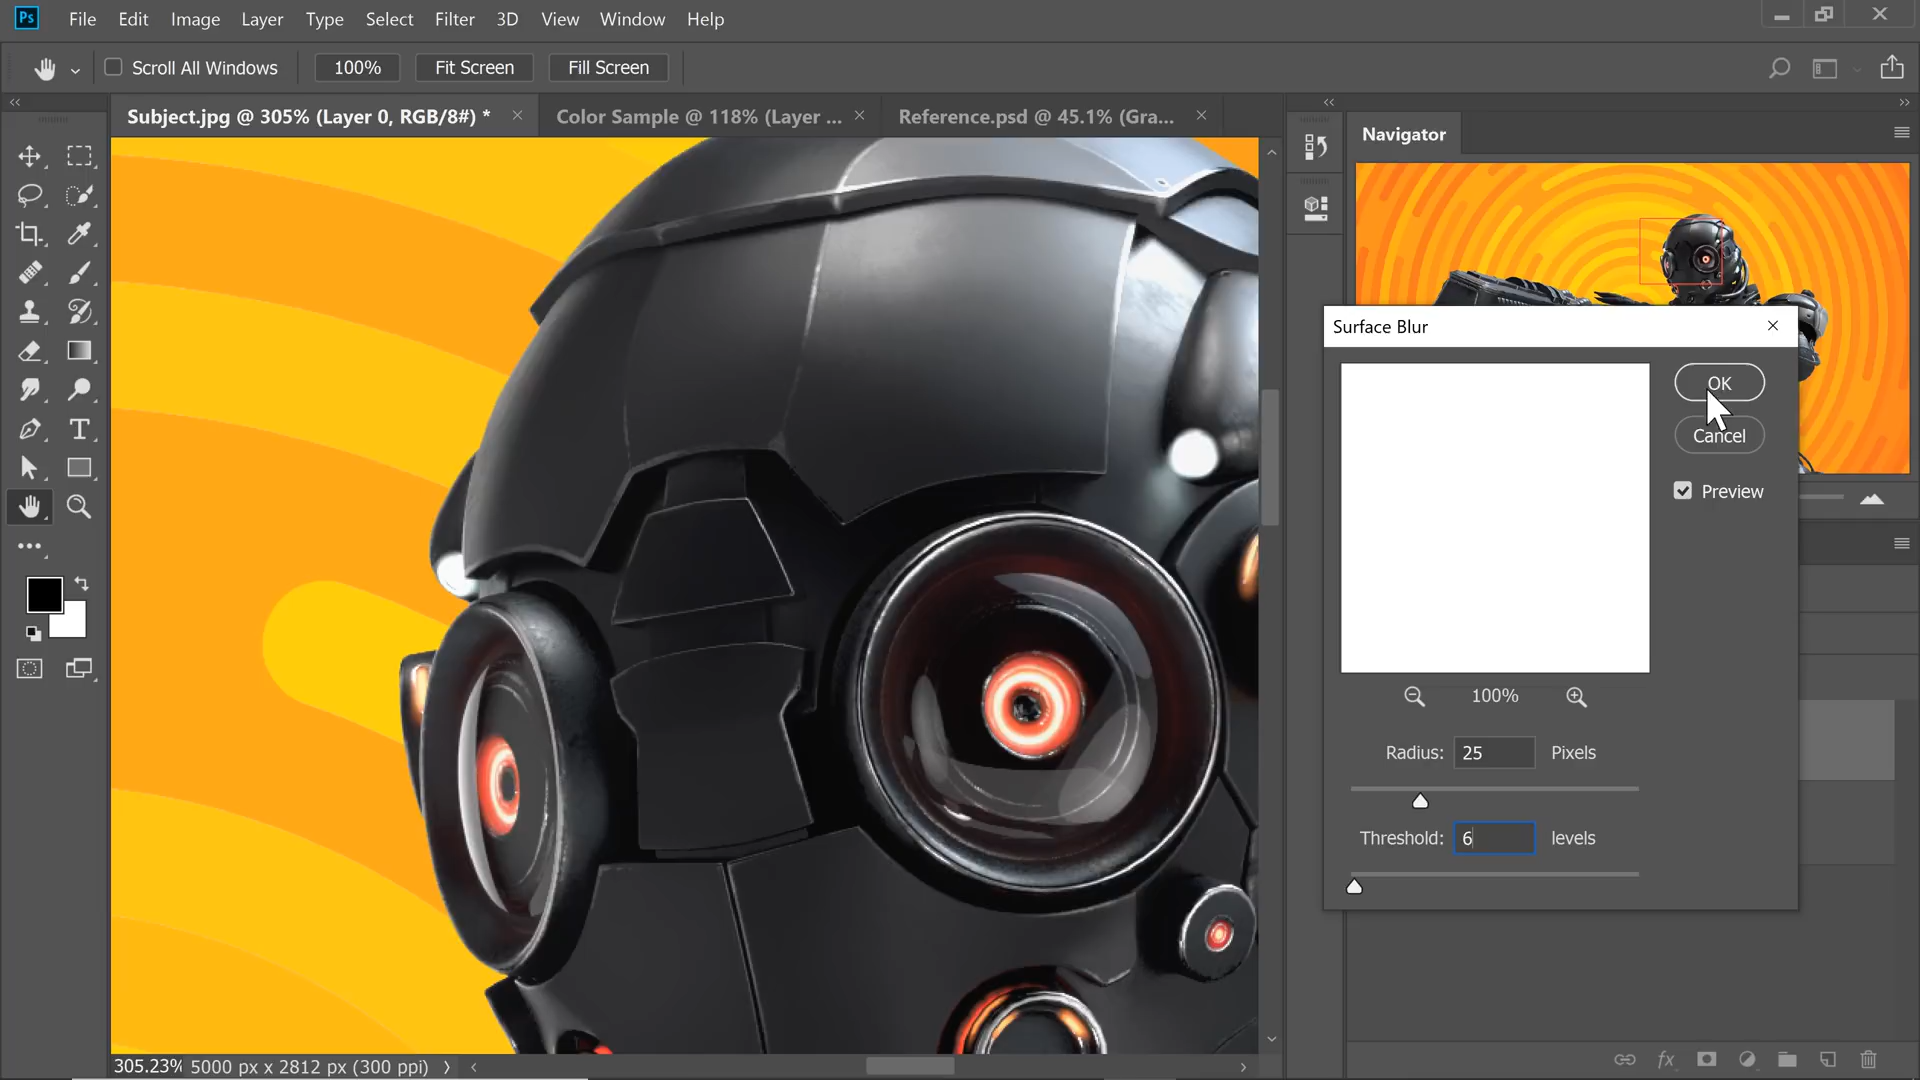 Ps File Edit Image Layer Type Select Filter 3D View Window Help
Scroll All Windows 100% Fit Screen Fill Screen
Subject.jpg @ 305% (Layer 0, RGB/8#) * Color Sample @ 118% (Layer ... Reference.psd @ 45.1% (Gra...
Navigator
Surface Blur
OK
Cancel
Preview
100%
Radius: 25 Pixels
Threshold: 6 levels
T
fx
305.23% 5000 px x 2812 px (300 ppi)